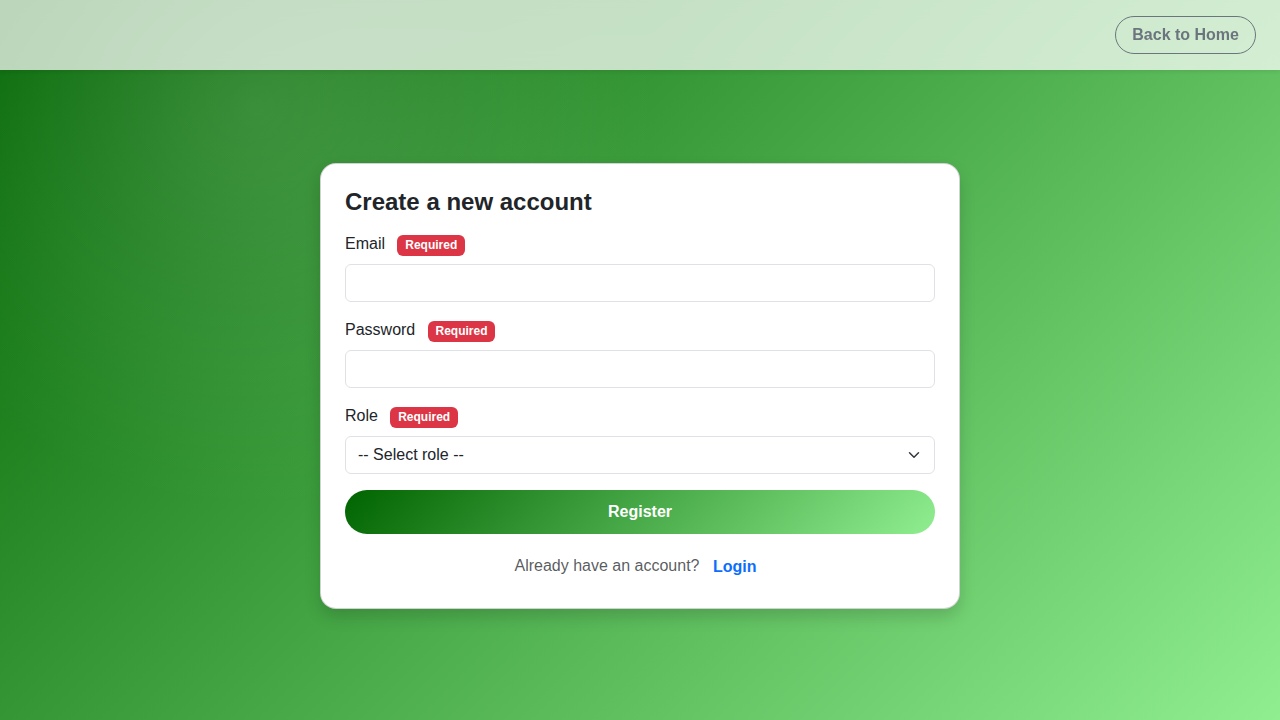 Back to Home
Create a new account
Email Required
Password Required
Role Required
-- Select role --
Register
Already have an account? Login